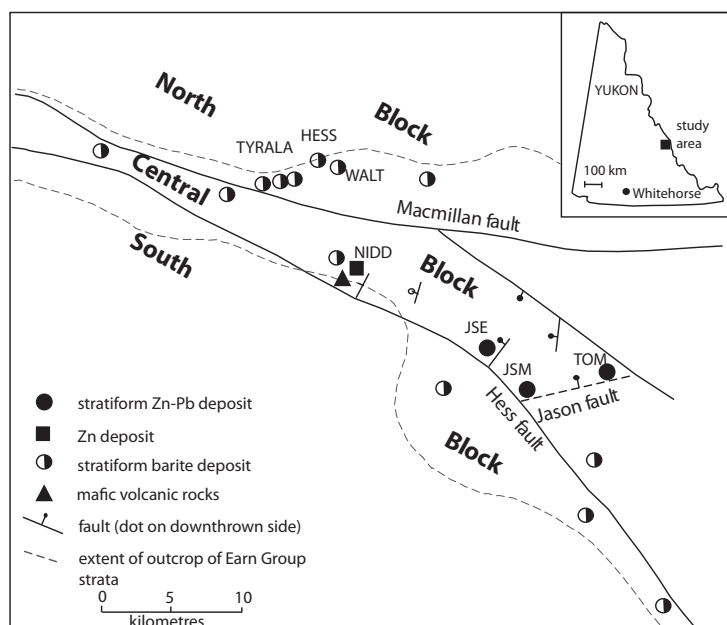 North
Block
YUKON
study
area
100 km
Whitehorse
HESS
TYRALA
WALT
Central
Macmillan fault
South
NIDD
Block
JSE
TOM
JSM
Jason fault
Hess fault
Block
stratiform Zn-Pb deposit
Zn deposit
stratiform barite deposit
mafic volcanic rocks
fault (dot on downthrown side)
extent of outcrop of Earn Group
strata
0 5 10
kilometres